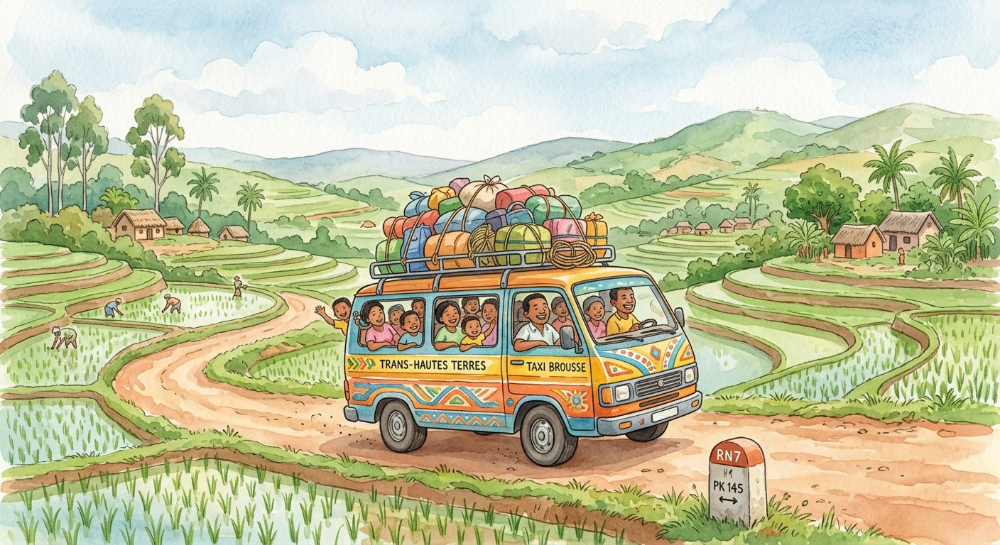 TRANS-HAUTES TERRES
TAXI BROUSSE
RN7
PK 145